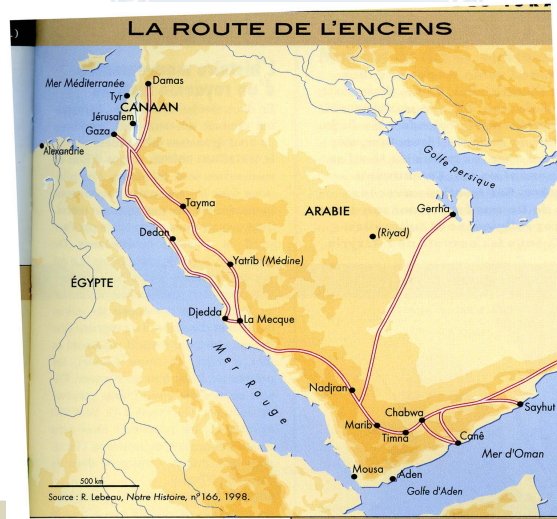 LA ROUTE DE L'ENCENS
Mer Méditerranée
Damas
Tyr
CANAAN
Jérusalem
Gaza
Alexandrie
Golfe persique
Tayma
ARABIE
Gerrha
Dedan
(Riyad)
Yatrib (Médine)
ÉGYPTE
Djedda
La Mecque
Mer Rouge
Nadjran
Chabwa
Sayhut
Marib
Timna
Canê
Mer d'Oman
Mousa
Aden
500 km
Golfe d'Aden
Source : R. Lebeau, Notre Histoire, n°166, 1998.